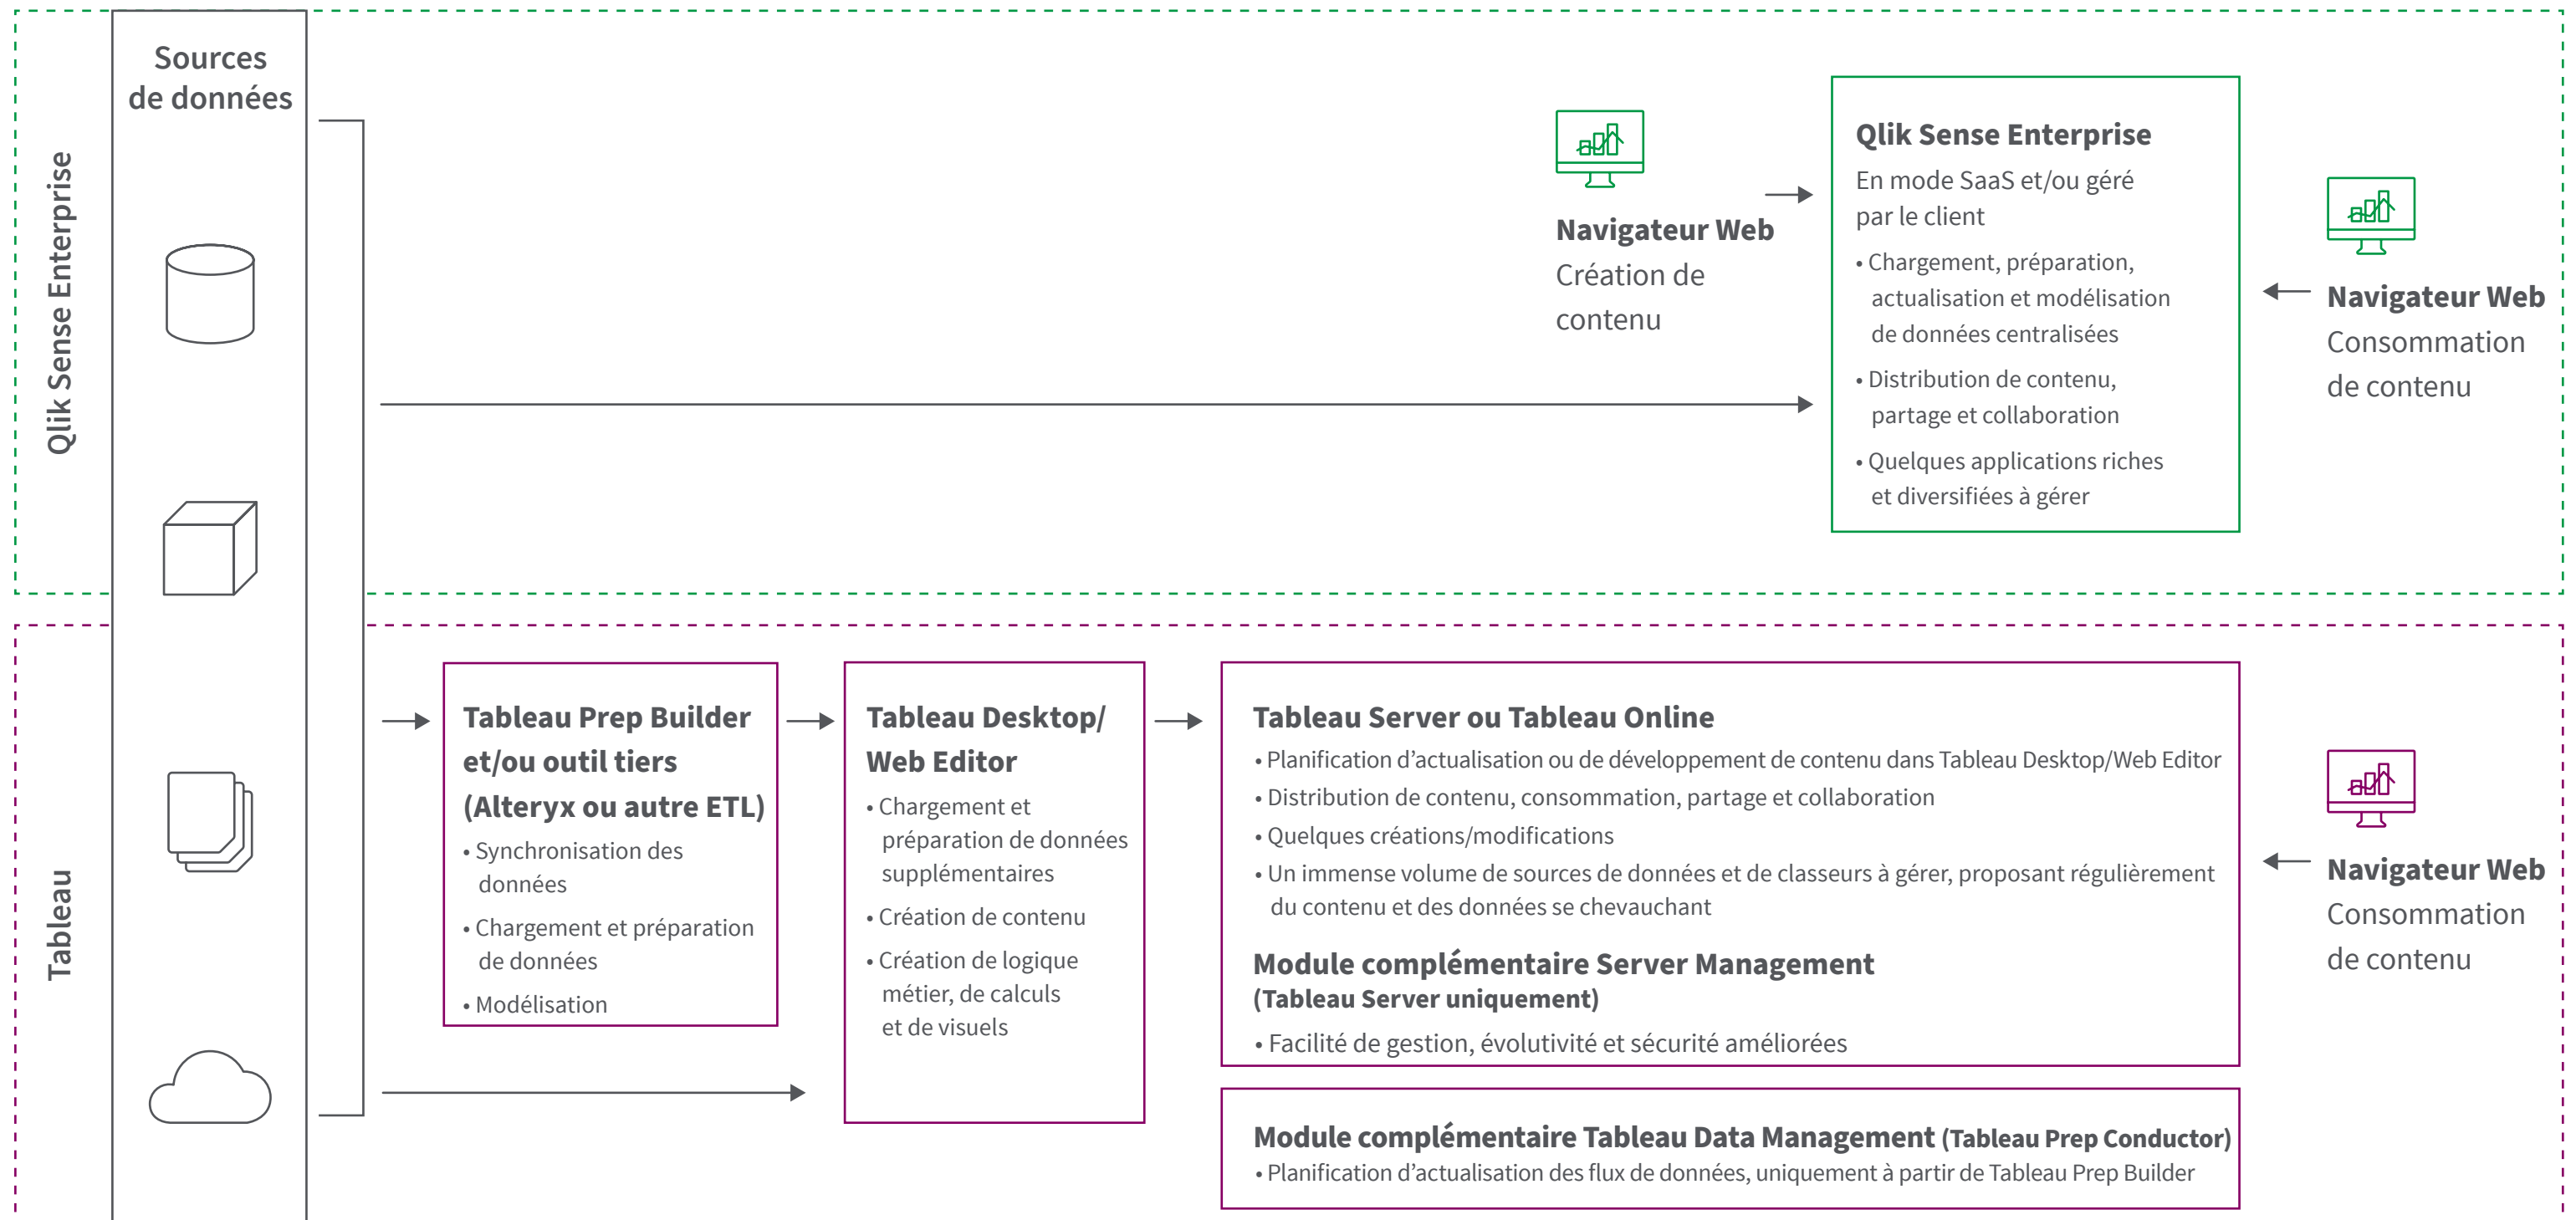 Qlik Sense Enterprise
Sources
de données
Navigateur Web
Création de
contenu
Qlik Sense Enterprise
En mode SaaS et/ou géré
par le client
• Chargement, préparation,
actualisation et modélisation
de données centralisées
• Distribution de contenu,
partage et collaboration
• Quelques applications riches
et diversifiées à gérer
Navigateur Web
Consommation
de contenu
Tableau
Tableau Prep Builder
et/ou outil tiers
(Alteryx ou autre ETL)
• Synchronisation des
données
• Chargement et préparation
de données
• Modélisation
Tableau Desktop/
Web Editor
• Chargement et
préparation de données
supplémentaires
• Création de contenu
• Création de logique
métier, de calculs
et de visuels
Tableau Server ou Tableau Online
• Planification d’actualisation ou de développement de contenu dans Tableau Desktop/Web Editor
• Distribution de contenu, consommation, partage et collaboration
• Quelques créations/modifications
• Un immense volume de sources de données et de classeurs à gérer, proposant régulièrement
du contenu et des données se chevauchant
Module complémentaire Server Management
(Tableau Server uniquement)
• Facilité de gestion, évolutivité et sécurité améliorées
Module complémentaire Tableau Data Management (Tableau Prep Conductor)
• Planification d’actualisation des flux de données, uniquement à partir de Tableau Prep Builder
Navigateur Web
Consommation
de contenu